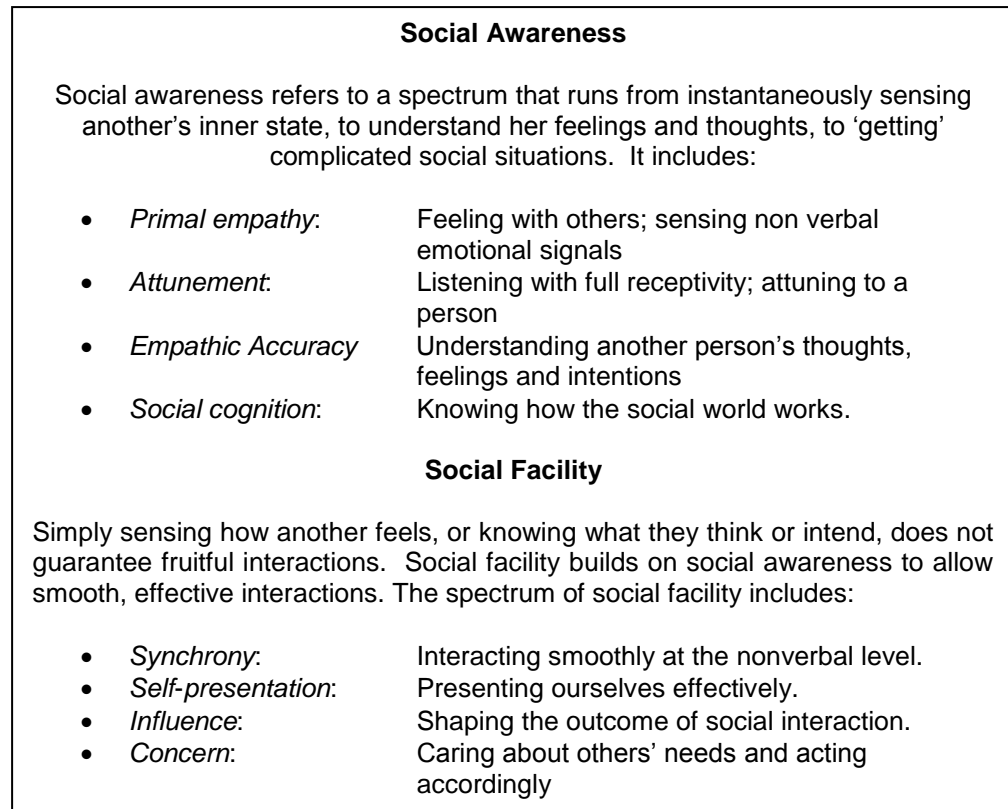 Social Awareness
Social awareness refers to a spectrum that runs from instantaneously sensing
another’s inner state, to understand her feelings and thoughts, to ‘getting’
complicated social situations.  It includes:
• Primal empathy: Feeling with others; sensing non verbal
emotional signals
• Attunement: Listening with full receptivity; attuning to a
person
• Empathic Accuracy Understanding another person’s thoughts,
feelings and intentions
• Social cognition: Knowing how the social world works.
Social Facility
Simply sensing how another feels, or knowing what they think or intend, does not
guarantee fruitful interactions.  Social facility builds on social awareness to allow
smooth, effective interactions. The spectrum of social facility includes:
• Synchrony: Interacting smoothly at the nonverbal level.
• Self-presentation: Presenting ourselves effectively.
• Influence: Shaping the outcome of social interaction.
• Concern: Caring about others’ needs and acting
accordingly